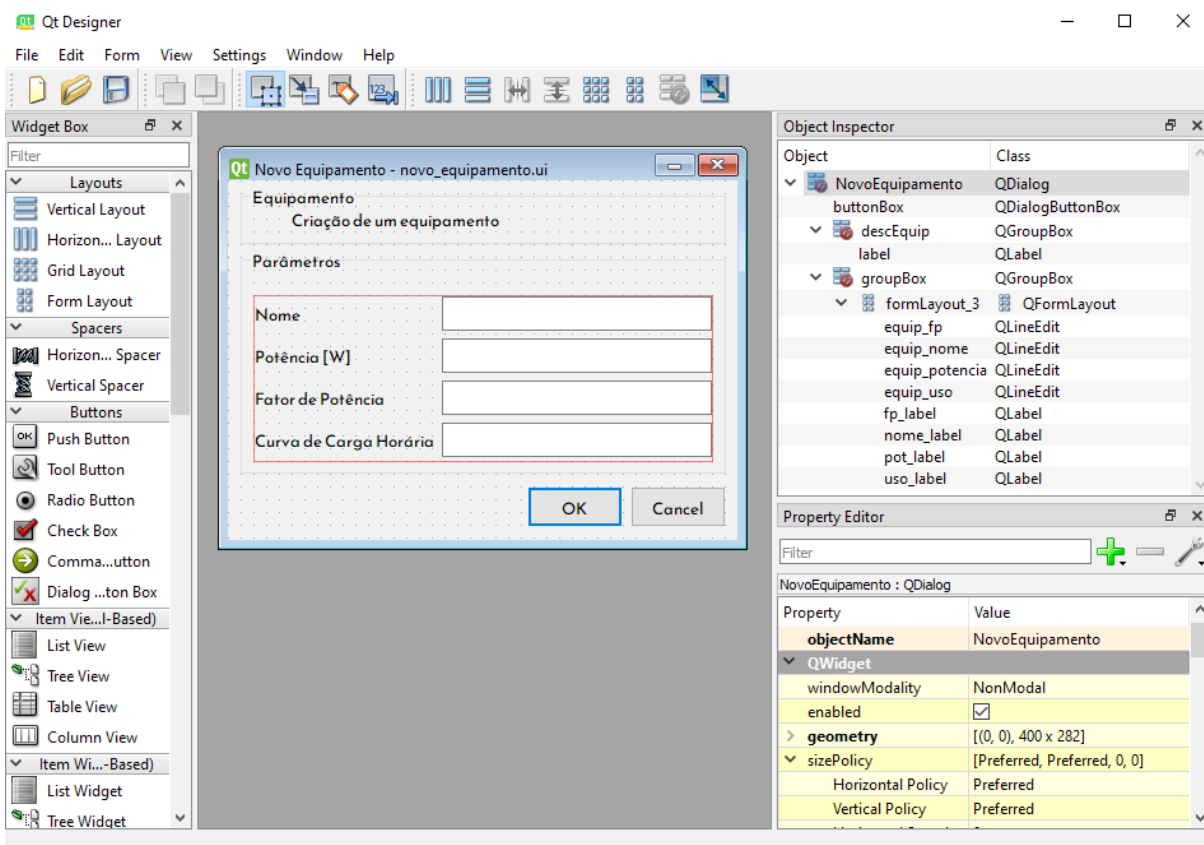 Qt Designer
File Edit Form View Settings Window Help
123
Widget Box
Filter
Layouts
Vertical Layout
Horizon... Layout
Grid Layout
Form Layout
Spacers
Horizon... Spacer
Vertical Spacer
Buttons
OK Push Button
Tool Button
Radio Button
Check Box
Comma...utton
Dialog ...ton Box
Item Vie...l-Based)
List View
Tree View
Table View
Column View
Item Wi...-Based)
List Widget
Tree Widget
Qt Novo Equipamento - novo_equipamento.ui
Equipamento
Criação de um equipamento
Parâmetros
Nome
Potência [W]
Fator de Potência
Curva de Carga Horária
OK Cancel
Object Inspector
Object Class
NovoEquipamento QDialog
buttonBox QDialogButtonBox
descEquip QGroupBox
label QLabel
groupBox QGroupBox
formLayout_3 QFormLayout
equip_fp QLineEdit
equip_nome QLineEdit
equip_potencia QLineEdit
equip_uso QLineEdit
fp_label QLabel
nome_label QLabel
pot_label QLabel
uso_label QLabel
Property Editor
Filter
NovoEquipamento : QDialog
Property Value
objectName NovoEquipamento
QWidget
windowModality NonModal
enabled
geometry [(0, 0), 400 x 282]
sizePolicy [Preferred, Preferred, 0, 0]
Horizontal Policy Preferred
Vertical Policy Preferred